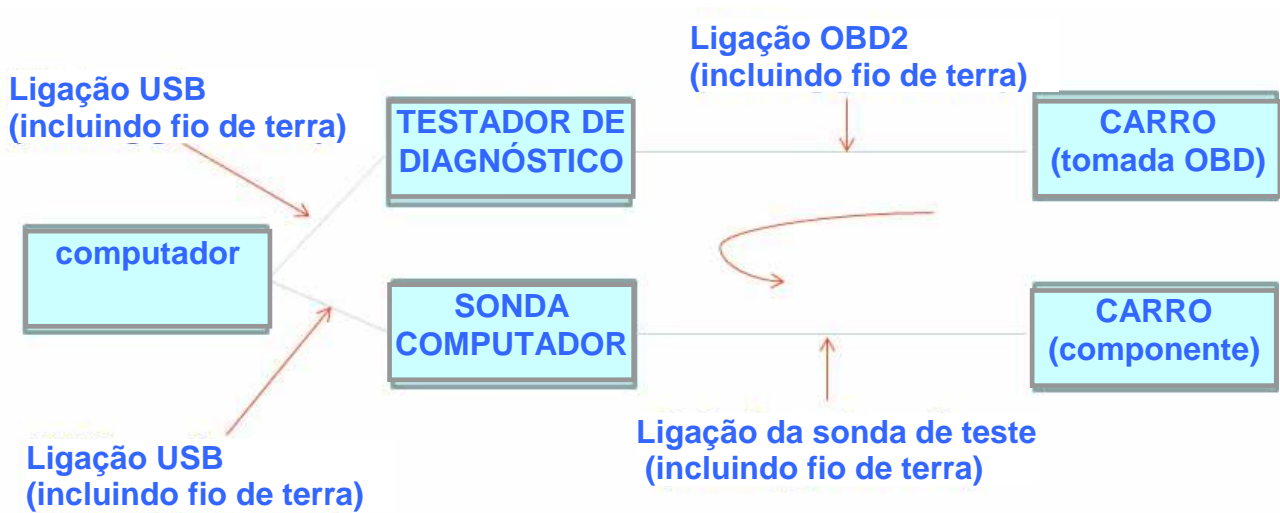 Ligação OBD2
(incluindo fio de terra)
Ligação USB
(incluindo fio de terra)
TESTADOR DE
DIAGNÓSTICO
CARRO
(tomada OBD)
computador
SONDA
COMPUTADOR
CARRO
(componente)
Ligação da sonda de teste
(incluindo fio de terra)
Ligação USB
(incluindo fio de terra)